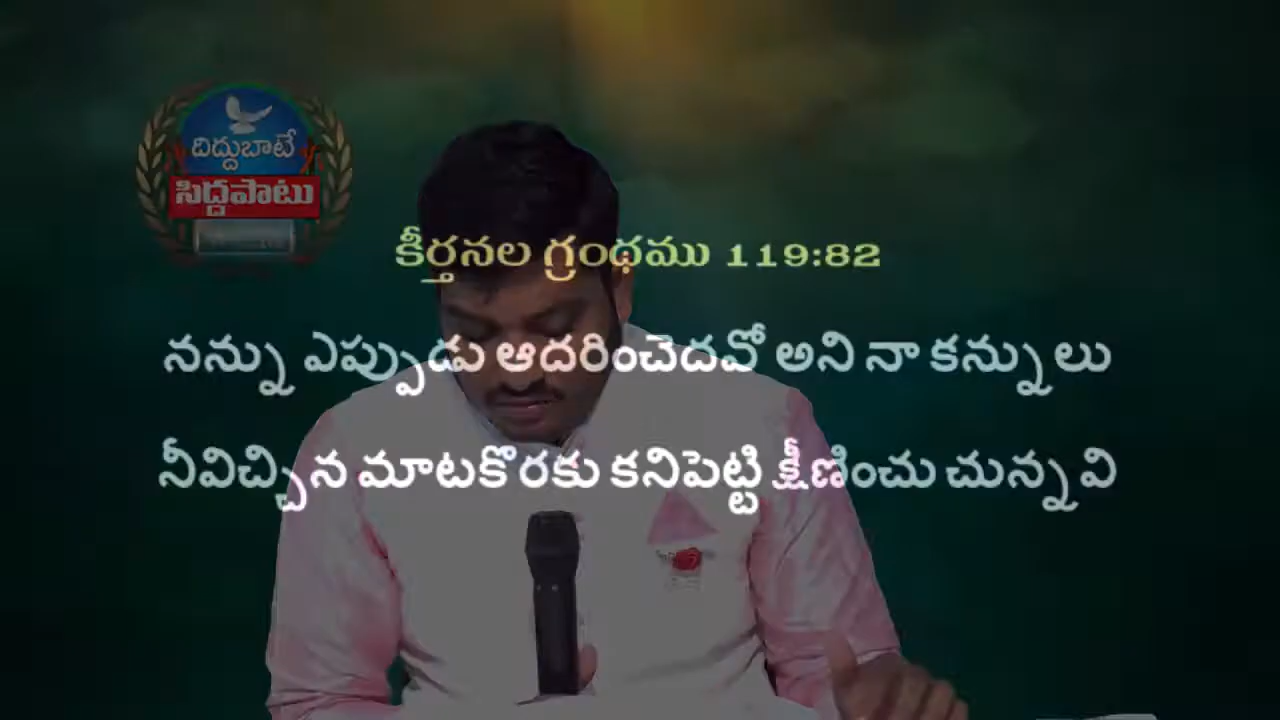 దిద్దుబాటే
సిద్దపాటు
కీర్తనల గ్రంథము 119:82
నన్ను ఎప్పుడు ఆదరించెదవో అని నా కన్నులు
నీవిచ్చిన మాటకొరకు కనిపెట్టి క్షీణించుచున్నవి